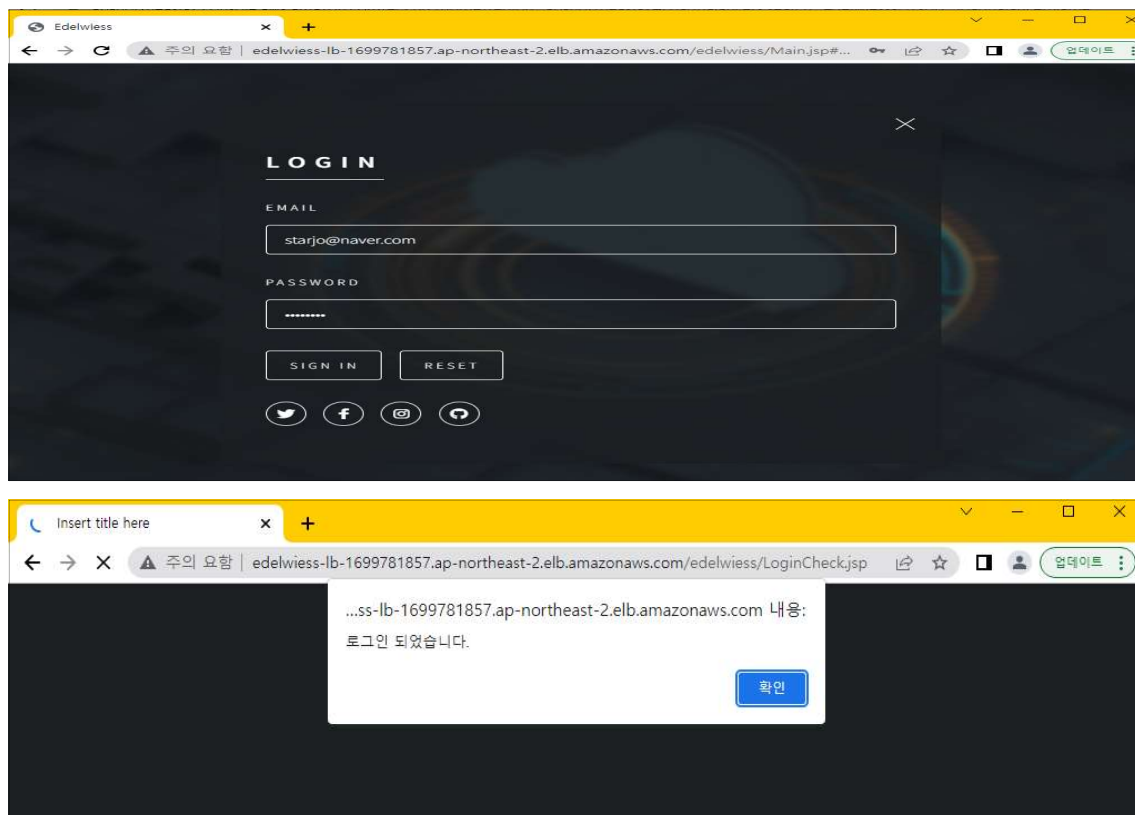 Edelwiess
주의 요함 | edelwiess-lb-1699781857.ap-northeast-2.elb.amazonaws.com/edelwiess/Main.jsp#... 업데이트
LOGIN
EMAIL
starjo@naver.com
PASSWORD
••••••••
SIGN IN RESET
Insert title here
주의 요함 | edelwiess-lb-1699781857.ap-northeast-2.elb.amazonaws.com/edelwiess/LoginCheck.jsp 업데이트
...ss-lb-1699781857.ap-northeast-2.elb.amazonaws.com 내용:
로그인 되었습니다.
확인